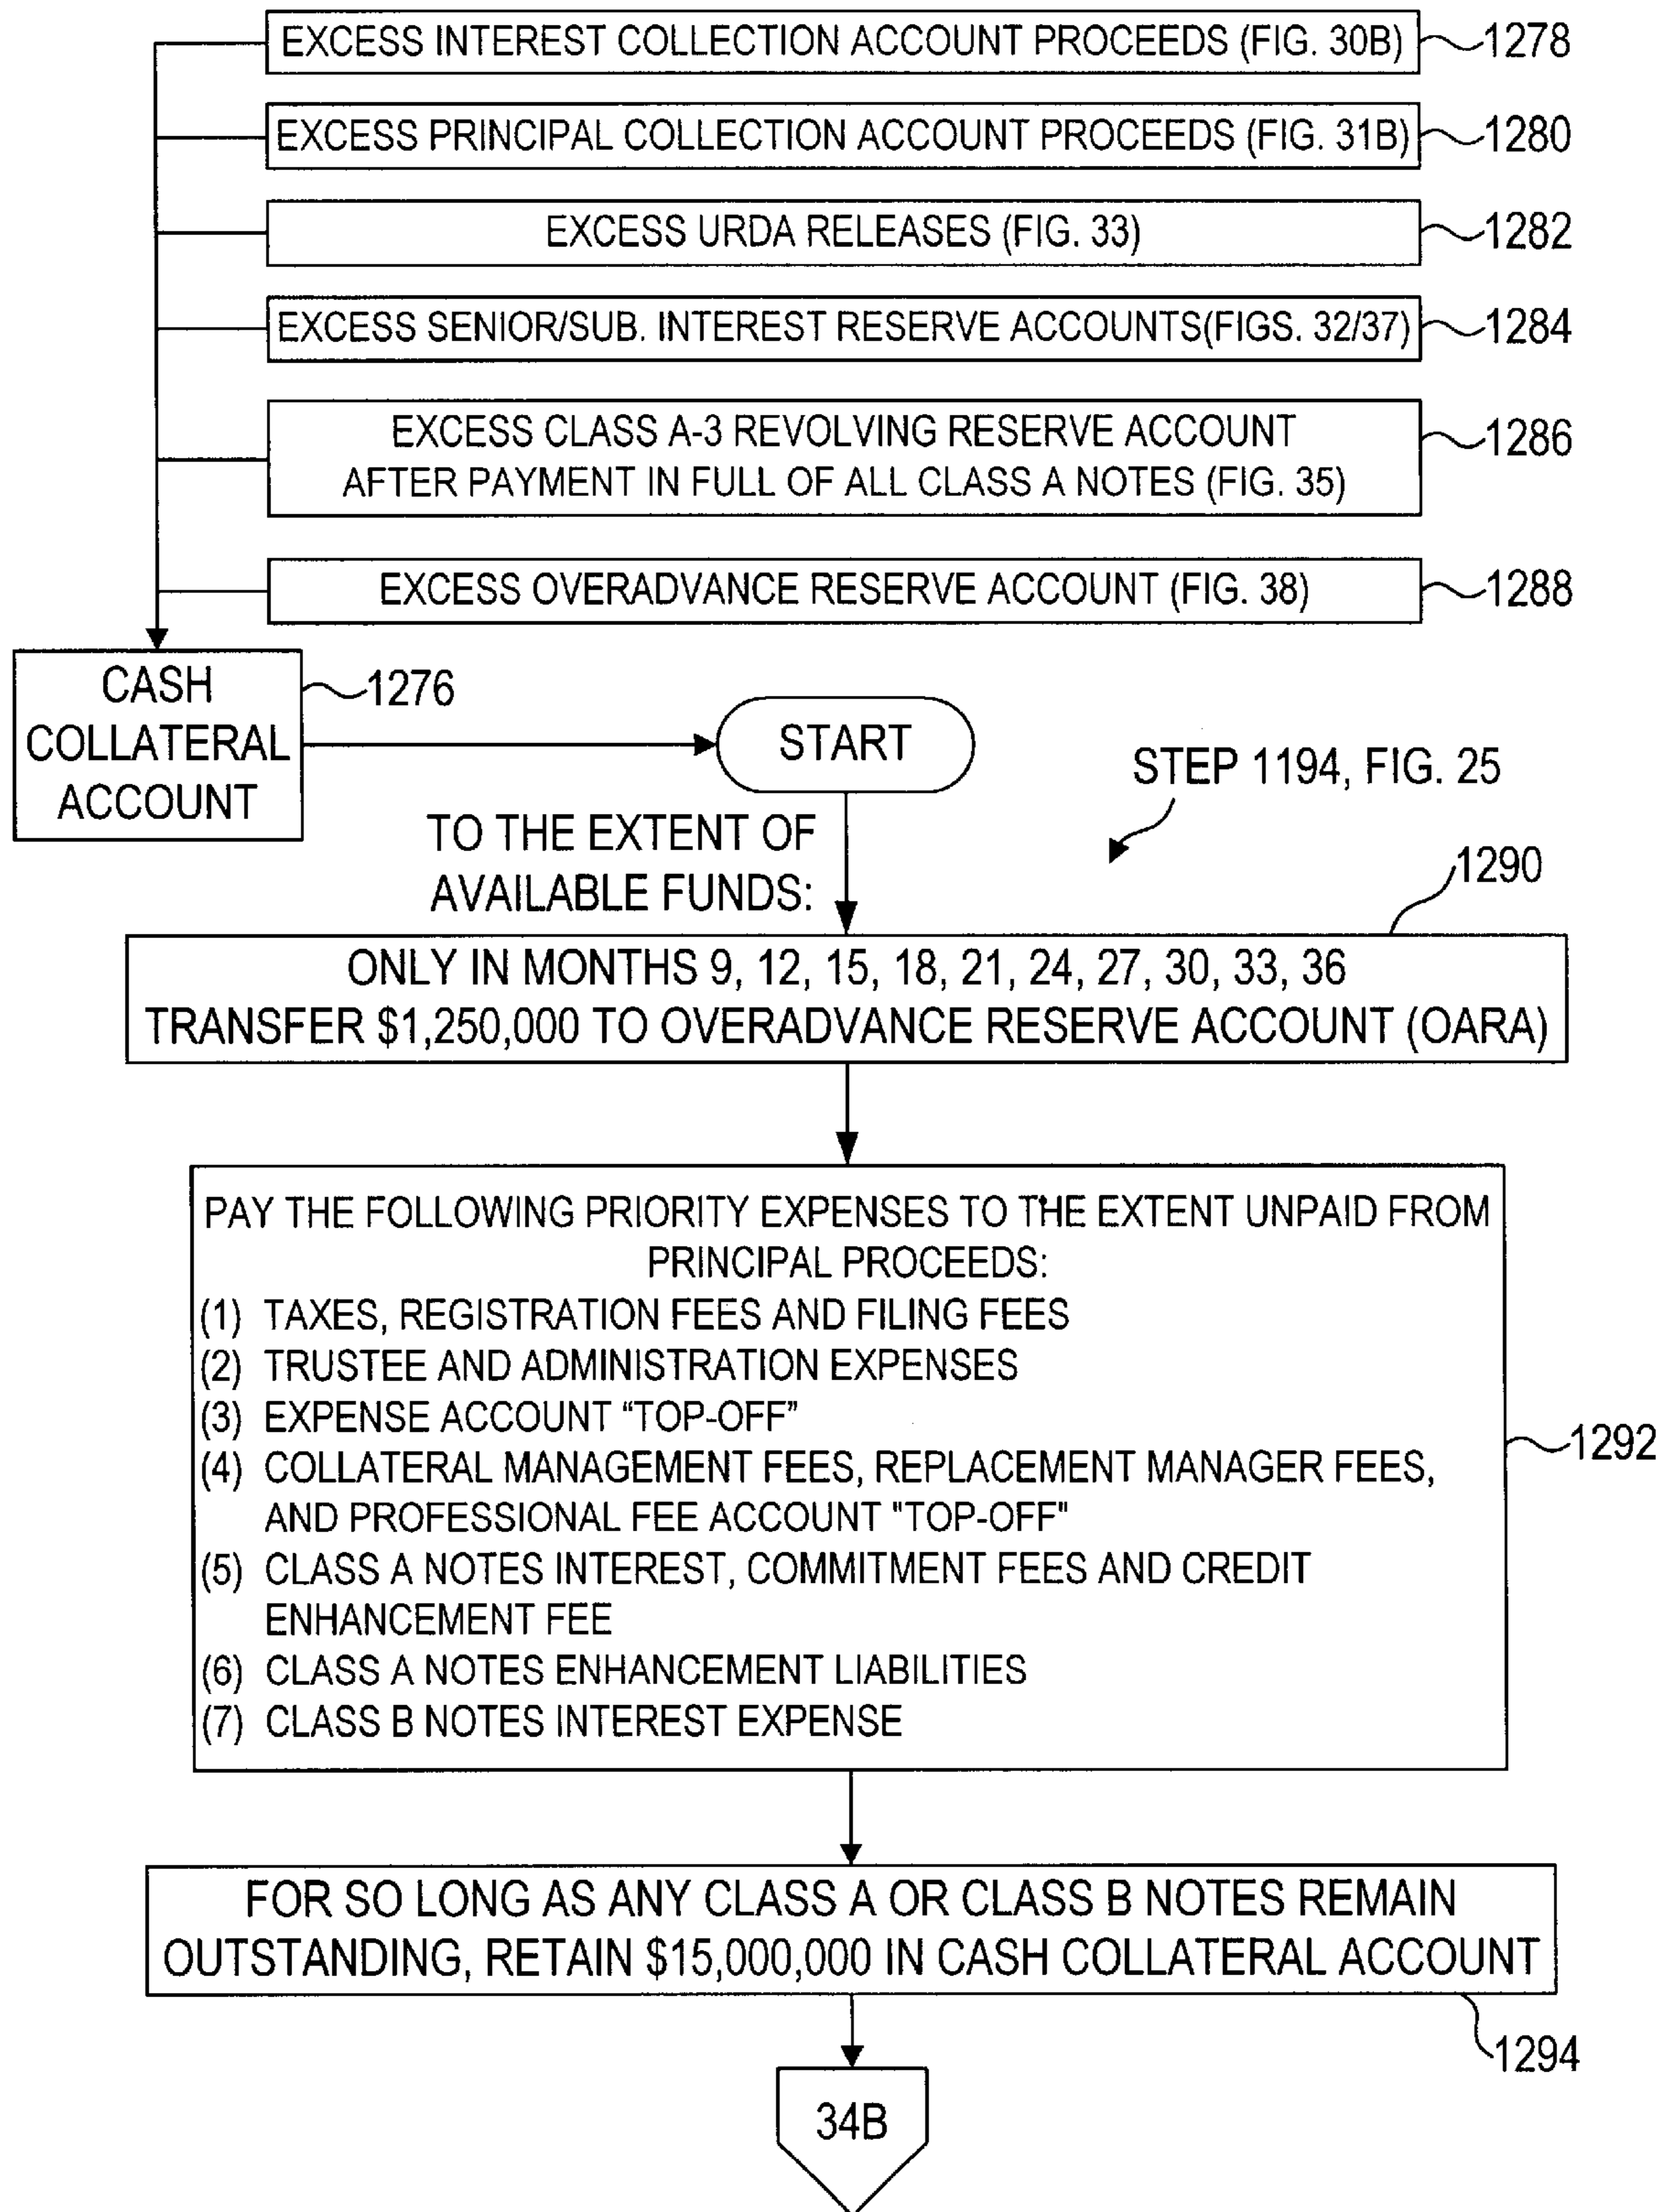 EXCESS INTEREST COLLECTION ACCOUNT PROCEEDS (FIG. 30B)
1278
EXCESS PRINCIPAL COLLECTION ACCOUNT PROCEEDS (FIG. 31B)
1280
EXCESS URDA RELEASES (FIG. 33)
1282
EXCESS SENIOR/SUB. INTEREST RESERVE ACCOUNTS(FIGS. 32/37)
1284
EXCESS CLASS A-3 REVOLVING RESERVE ACCOUNT
AFTER PAYMENT IN FULL OF ALL CLASS A NOTES (FIG. 35)
1286
EXCESS OVERADVANCE RESERVE ACCOUNT (FIG. 38)
1288
CASH
COLLATERAL
ACCOUNT
1276
START
STEP 1194, FIG. 25
TO THE EXTENT OF
AVAILABLE FUNDS:
1290
ONLY IN MONTHS 9, 12, 15, 18, 21, 24, 27, 30, 33, 36
TRANSFER $1,250,000 TO OVERADVANCE RESERVE ACCOUNT (OARA)
PAY THE FOLLOWING PRIORITY EXPENSES TO THE EXTENT UNPAID FROM
PRINCIPAL PROCEEDS:
(1) TAXES, REGISTRATION FEES AND FILING FEES
(2) TRUSTEE AND ADMINISTRATION EXPENSES
(3) EXPENSE ACCOUNT “TOP-OFF”
(4) COLLATERAL MANAGEMENT FEES, REPLACEMENT MANAGER FEES,
AND PROFESSIONAL FEE ACCOUNT "TOP-OFF"
(5) CLASS A NOTES INTEREST, COMMITMENT FEES AND CREDIT
ENHANCEMENT FEE
(6) CLASS A NOTES ENHANCEMENT LIABILITIES
(7) CLASS B NOTES INTEREST EXPENSE
1292
FOR SO LONG AS ANY CLASS A OR CLASS B NOTES REMAIN
OUTSTANDING, RETAIN $15,000,000 IN CASH COLLATERAL ACCOUNT
1294
34B